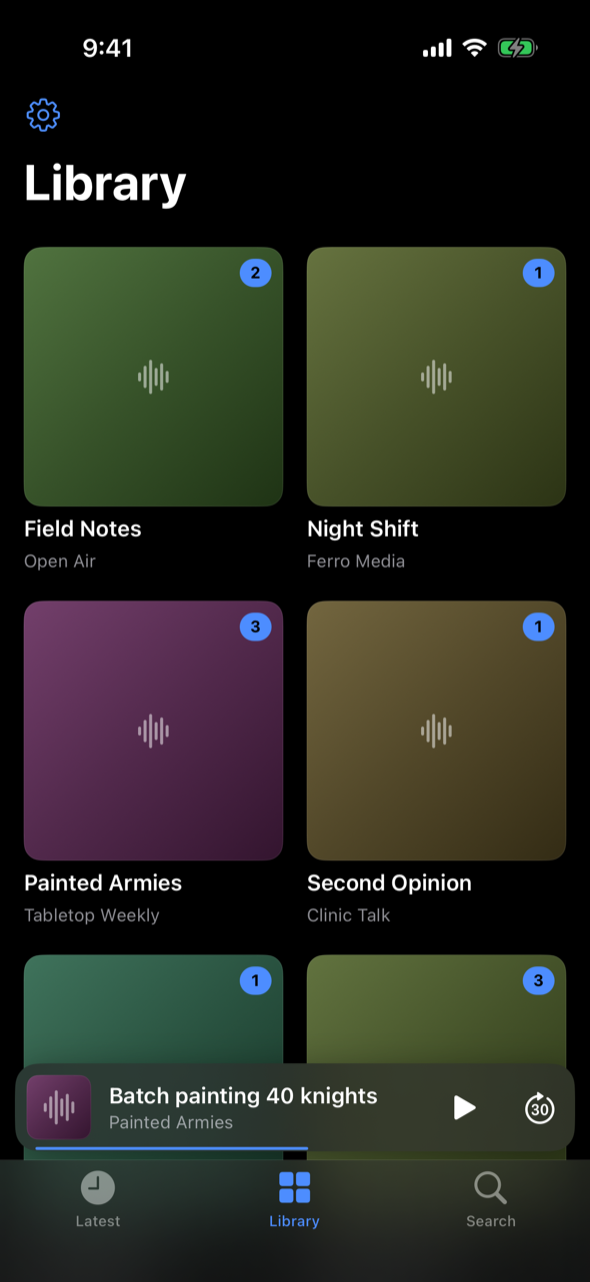 9:41
Library
2
1
Field Notes
Night Shift
Open Air
Ferro Media
3
1
Painted Armies
Second Opinion
Tabletop Weekly
Clinic Talk
1
3
Batch painting 40 knights
Painted Armies
30
Latest
Library
Search